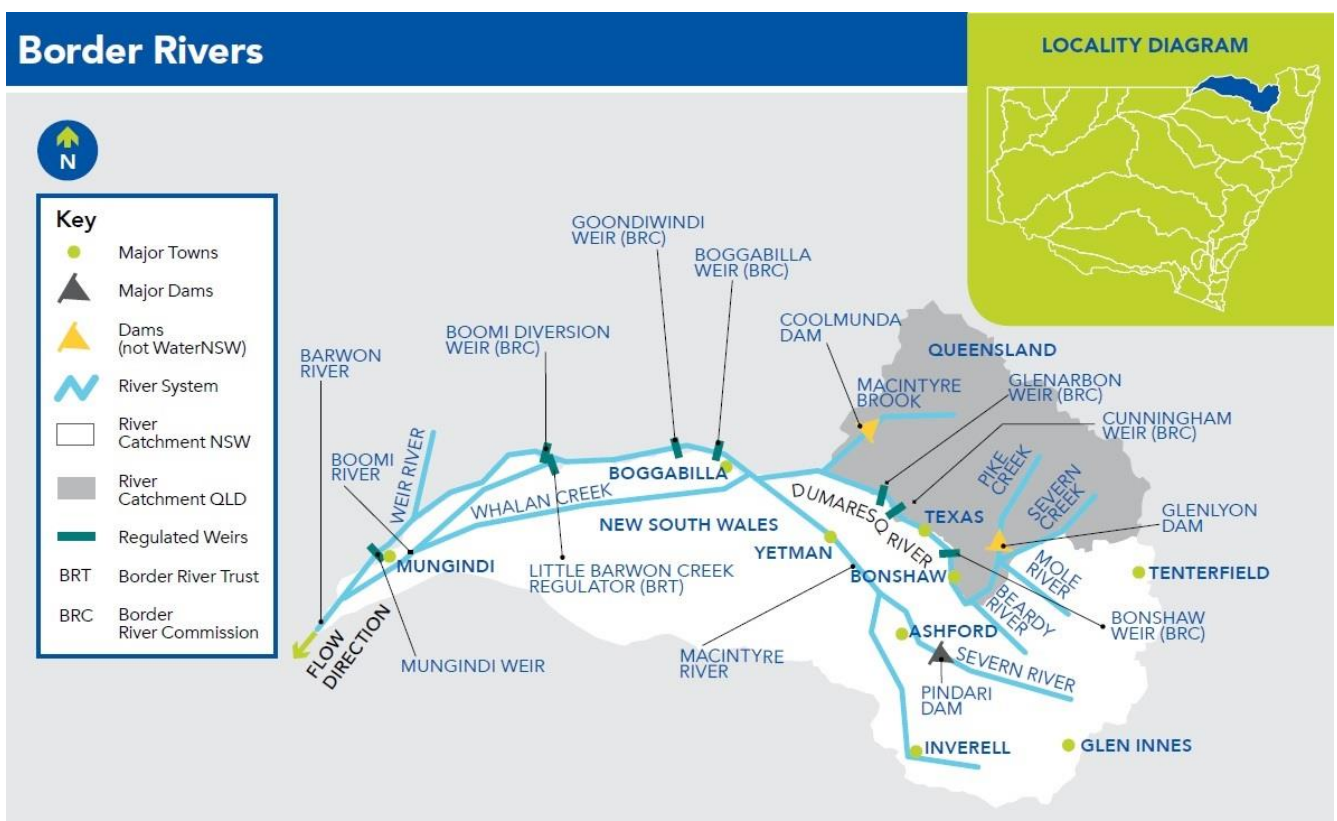 Border Rivers
LOCALITY DIAGRAM
N
Key
Major Towns
Major Dams
Dams
(not WaterNSW)
River System
River
Catchment NSW
River
Catchment QLD
Regulated Weirs
BRT Border River Trust
BRC Border
River Commission
GOONDIWINDI
WEIR (BRC)
BOGGABILLA
WEIR (BRC)
BOOMI DIVERSION
WEIR (BRC)
BARWON
RIVER
COOLMUNDA
DAM
QUEENSLAND
MACINTYRE
BROOK
GLENARBON
WEIR (BRC)
CUNNINGHAM
WEIR (BRC)
BOOMI
RIVER
WEIR RIVER
WHALAN CREEK
BOGGABILLA
DUMARESQ RIVER
PIKE
CREEK
SEVERN
CREEK
GLENLYON
DAM
NEW SOUTH WALES
TEXAS
YETMAN
MUNGINDI
LITTLE BARWON CREEK
REGULATOR (BRT)
BONSHAW
MOLE
RIVER
TENTERFIELD
BEARDY
RIVER
BONSHAW
WEIR (BRC)
FLOW
DIRECTION
MUNGINDI WEIR
MACINTYRE
RIVER
ASHFORD
SEVERN RIVER
PINDARI
DAM
INVERELL
GLEN INNES